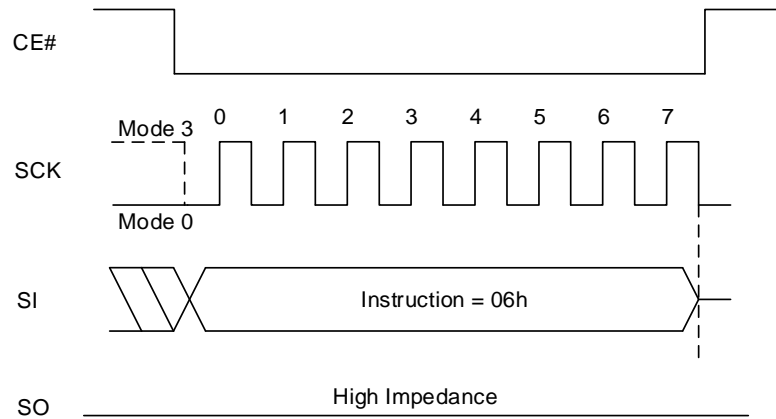 CE#
Mode 3
0 1 2 3 4 5 6 7
SCK
Mode 0
SI
Instruction = 06h
High Impedance
SO